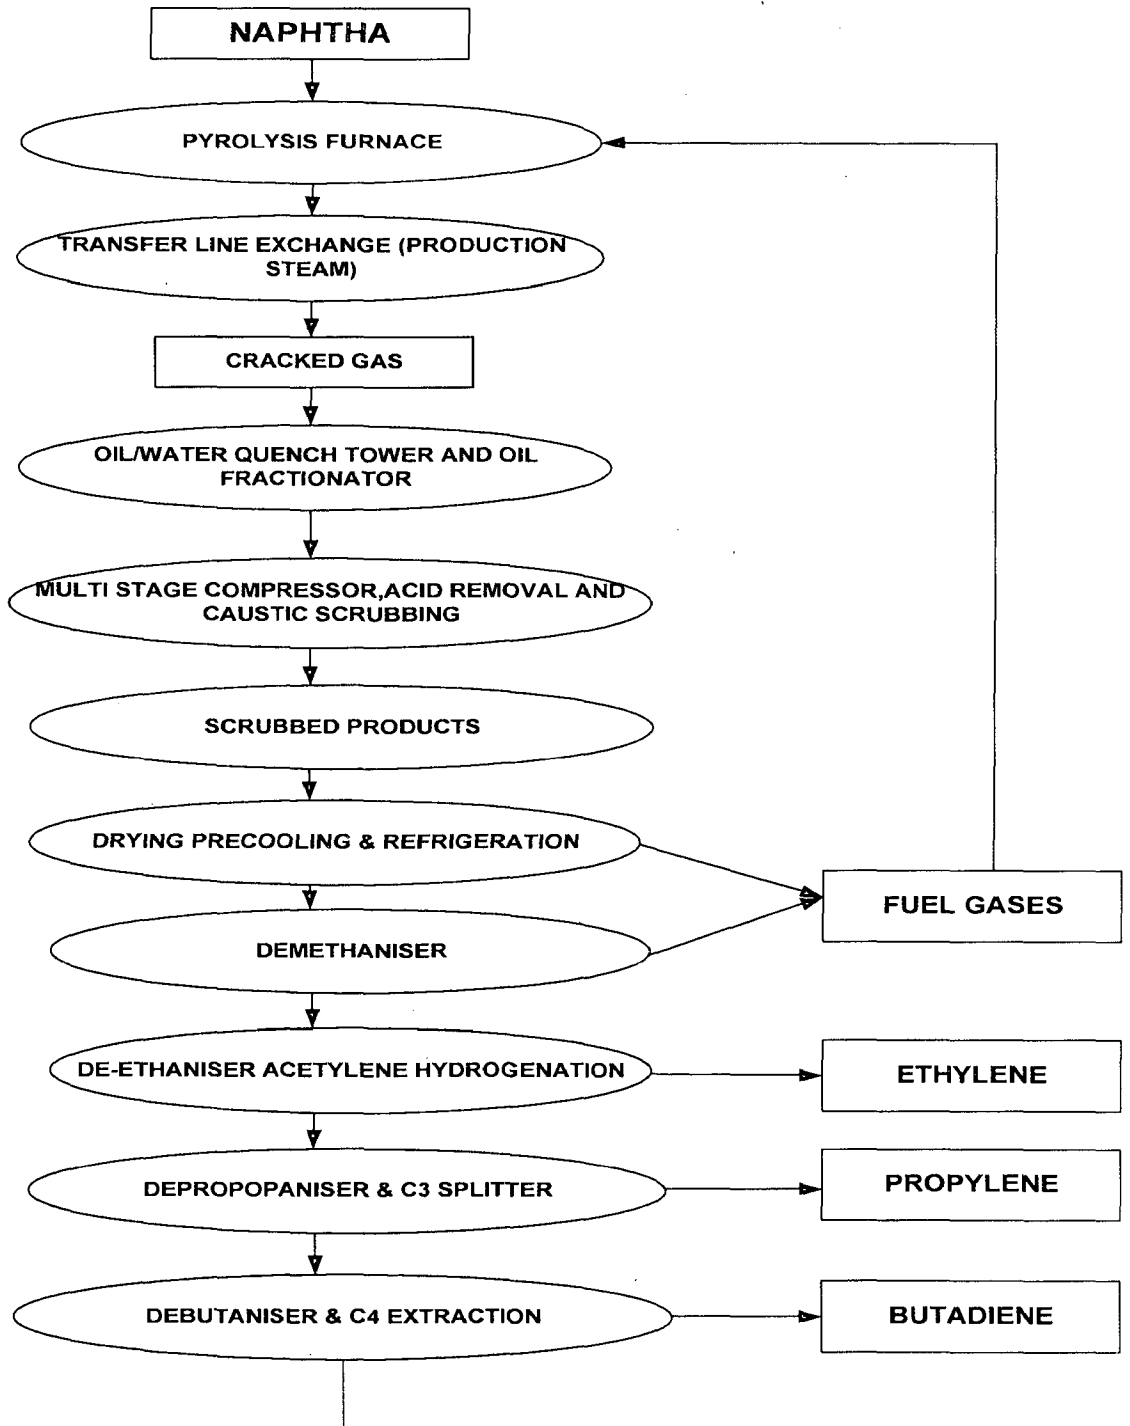 NAPHTHA
PYROLYSIS FURNACE
TRANSFER LINE EXCHANGE (PRODUCTION
STEAM)
CRACKED GAS
OIL/WATER QUENCH TOWER AND OIL
FRACTIONATOR
MULTI STAGE COMPRESSOR,ACID REMOVAL AND
CAUSTIC SCRUBBING
SCRUBBED PRODUCTS
DRYING PRECOOLING & REFRIGERATION
FUEL GASES
DEMETHANISER
DE-ETHANISER ACETYLENE HYDROGENATION
ETHYLENE
DEPROPOPANISER & C3 SPLITTER
PROPYLENE
DEBUTANISER & C4 EXTRACTION
BUTADIENE